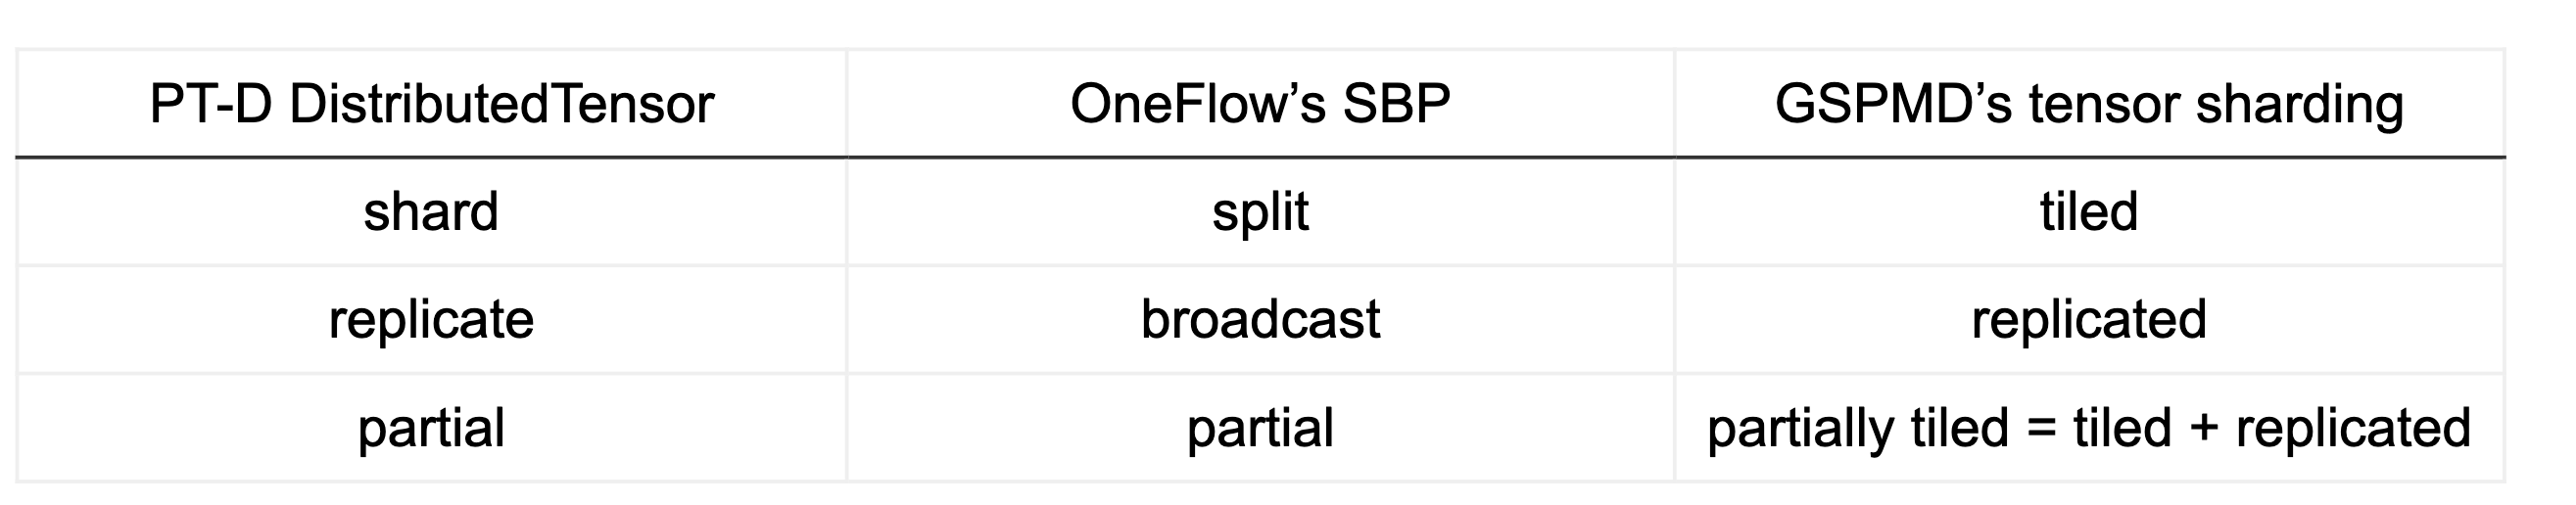 PT-D DistributedTensor OneFlow’s SBP GSPMD’s tensor sharding
shard split tiled
replicate broadcast replicated
partial partial partially tiled = tiled + replicated